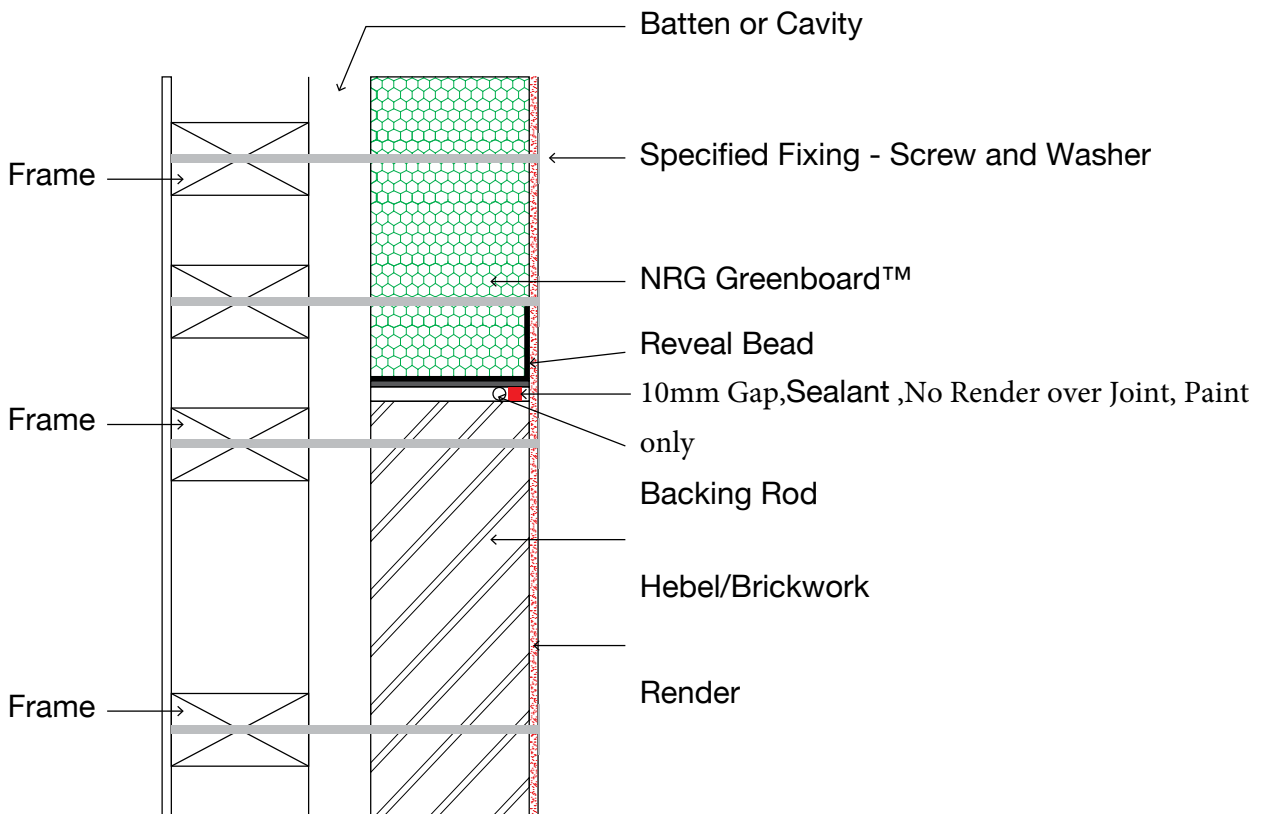 Batten or Cavity
Specified Fixing - Screw and Washer
Frame
NRG Greenboard™
Reveal Bead
10mm Gap,Sealant ,No Render over Joint, Paint
only
Frame
Backing Rod
Hebel/Brickwork
Render
Frame